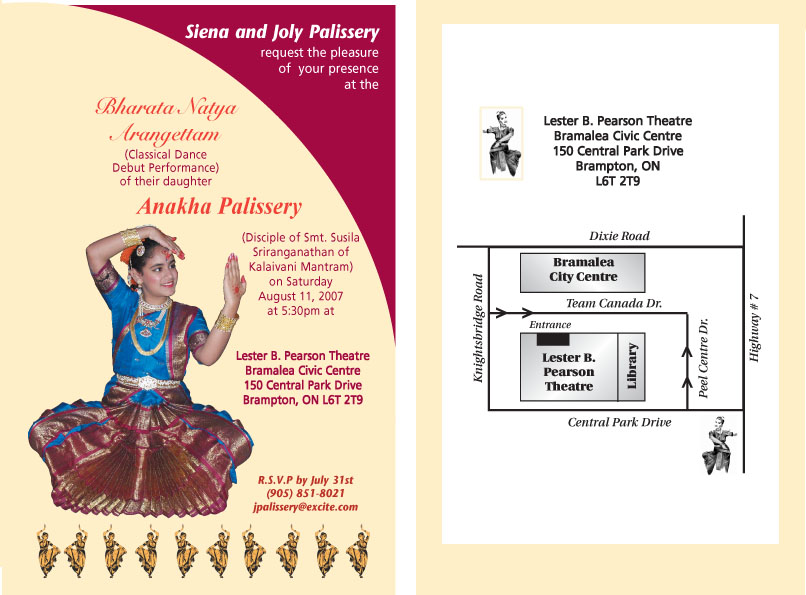 Siena and Joly Palissery
request the pleasure
of your presence
at the
Bharata Natya
Arangettam
(Classical Dance
Debut Performance)
of their daughter
Anakha Palissery
(Disciple of Smt. Susila
Sriranganathan of
Kalaivani Mantram)
on Saturday
August 11, 2007
at 5:30pm at
Lester B. Pearson Theatre
Bramalea Civic Centre
150 Central Park Drive
Brampton, ON L6T 2T9
R.S.V.P by July 31st
(905) 851-8021
jpalissery@excite.com
Lester B. Pearson Theatre
Bramalea Civic Centre
150 Central Park Drive
Brampton, ON
L6T 2T9
Dixie Road
Bramalea
City Centre
Knightsbridge Road
Team Canada Dr.
Entrance
Lester B.
Pearson
Theatre
Library
Peel Centre Dr.
Highway # 7
Central Park Drive